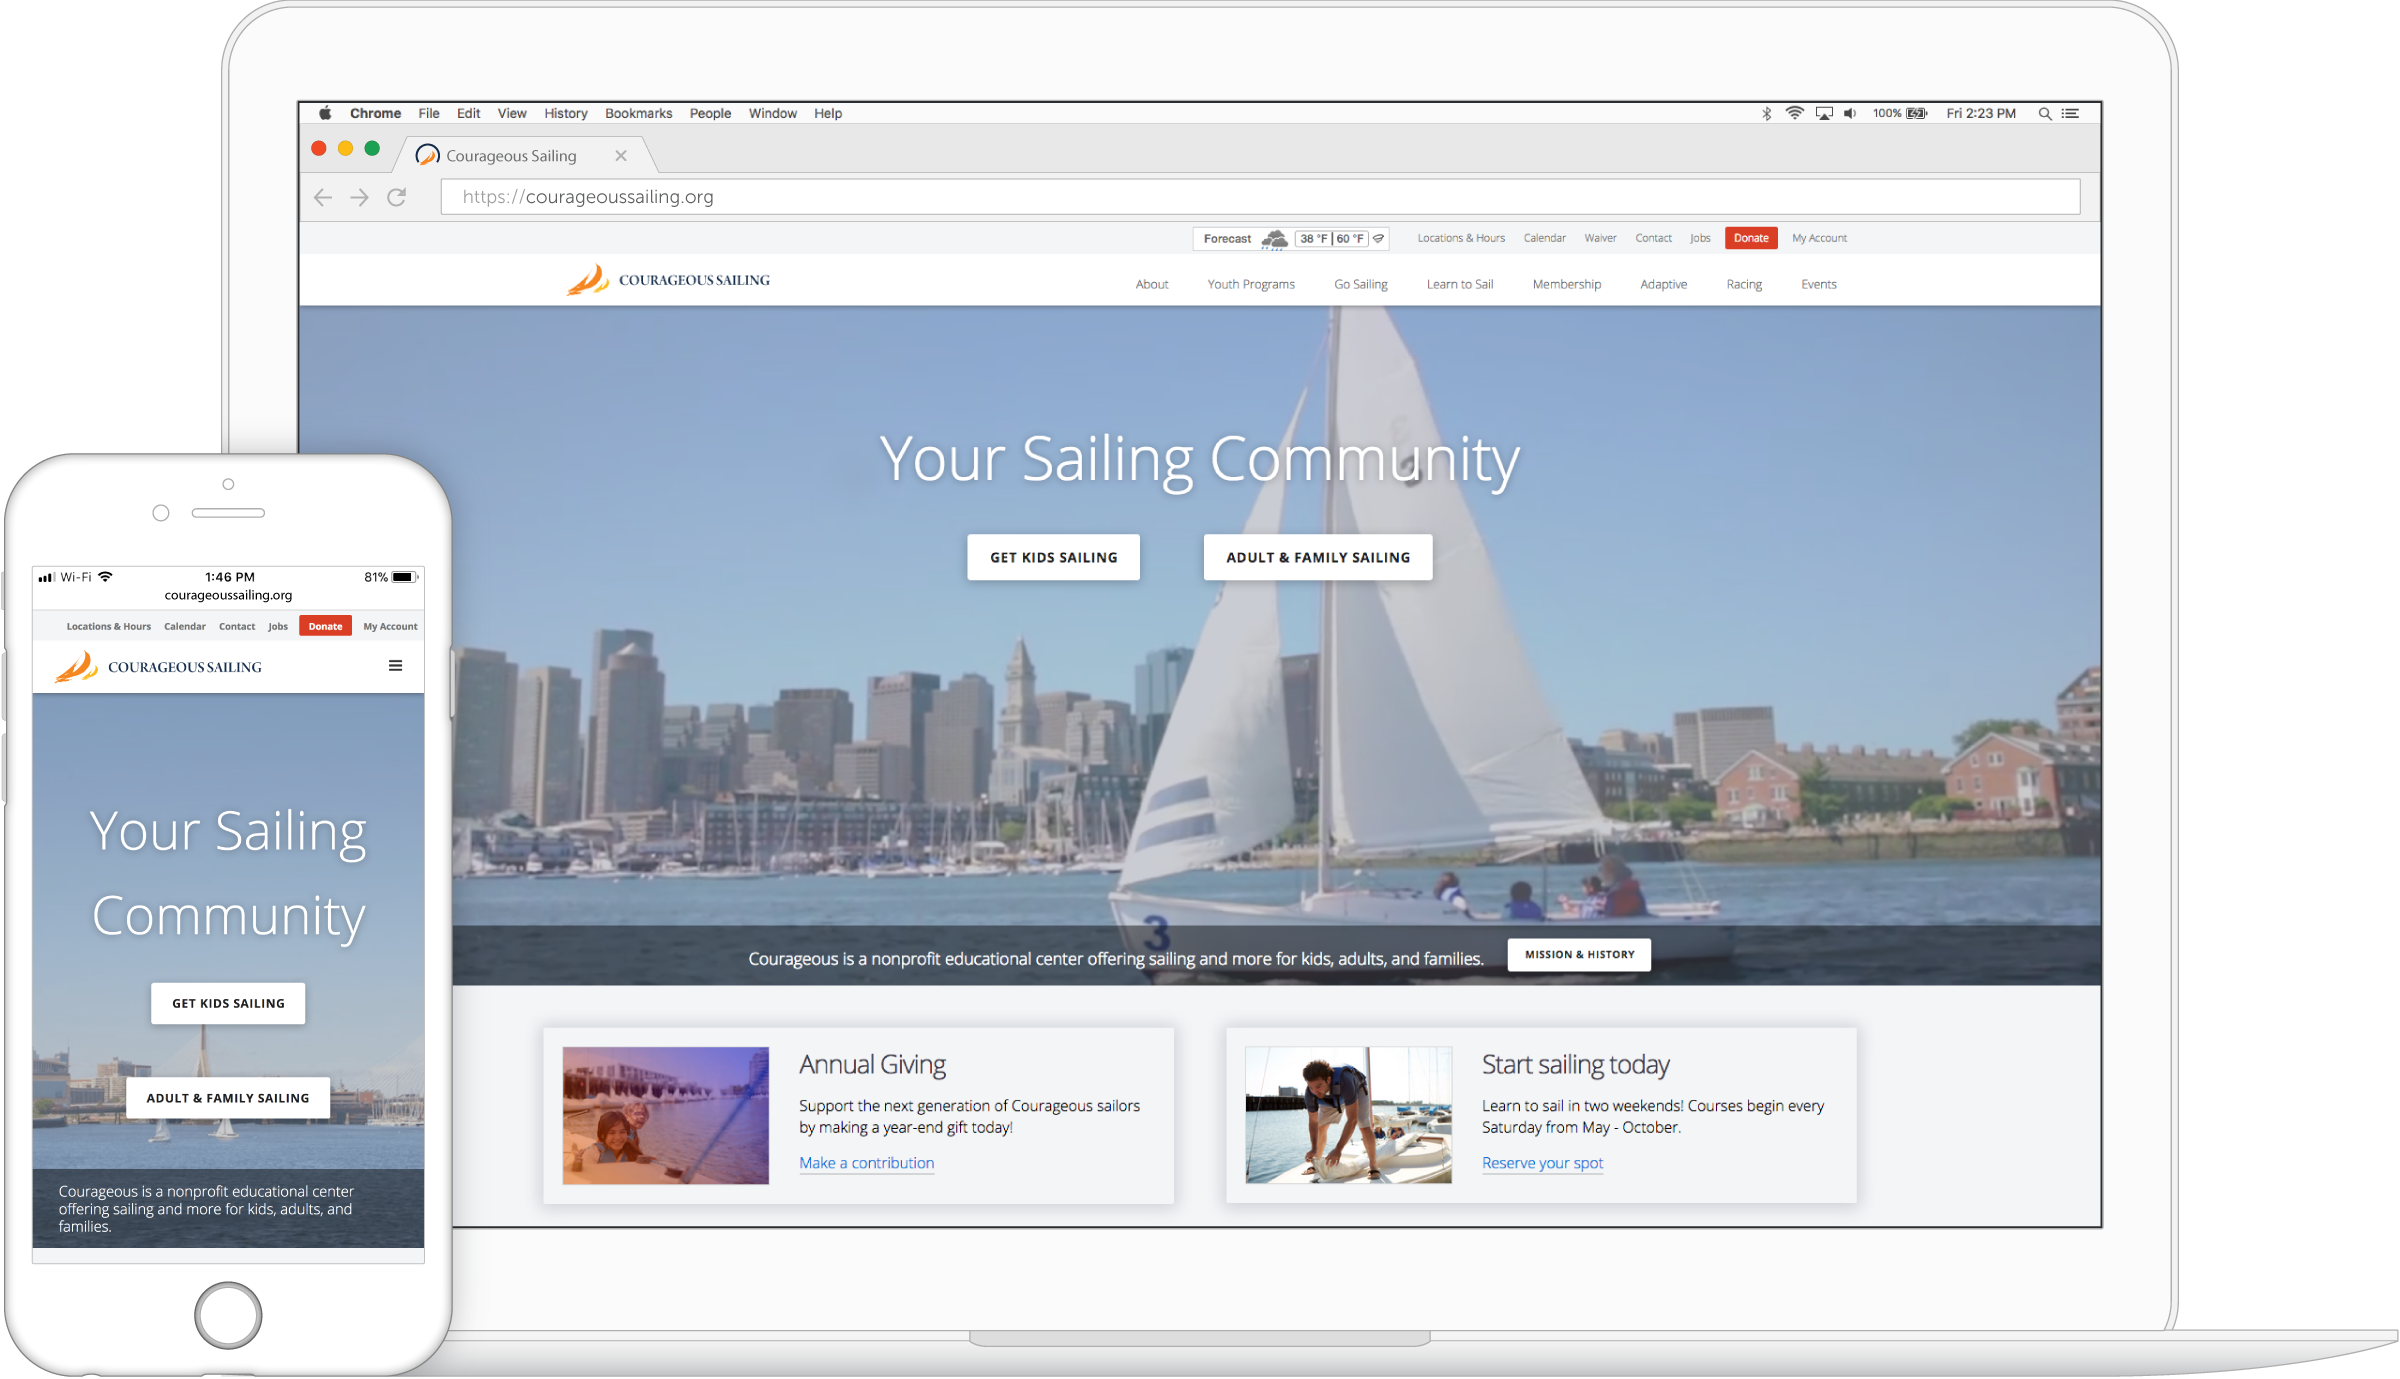 Chrome File Edit View History Bookmarks People Window Help 100% Fri 2:23 PM
Courageous Sailing
https://courageoussailing.org
Forecast 38 °F | 60 °F Locations & Hours Calendar Waiver Contact Jobs Donate My Account
COURAGEOUS SAILING About Youth Programs Go Sailing Learn to Sail Membership Adaptive Racing Events
Your Sailing Community
GET KIDS SAILING ADULT & FAMILY SAILING
3
Courageous is a nonprofit educational center offering sailing and more for kids, adults, and families. MISSION & HISTORY
Annual Giving
Support the next generation of Courageous sailors
by making a year-end gift today!
Make a contribution
Start sailing today
Learn to sail in two weekends! Courses begin every
Saturday from May - October.
Reserve your spot
Wi-Fi 1:46 PM 81%
courageoussailing.org
Locations & Hours Calendar Contact Jobs Donate My Account
COURAGEOUS SAILING
Your Sailing
Community
GET KIDS SAILING
ADULT & FAMILY SAILING
Courageous is a nonprofit educational center
offering sailing and more for kids, adults, and
families.